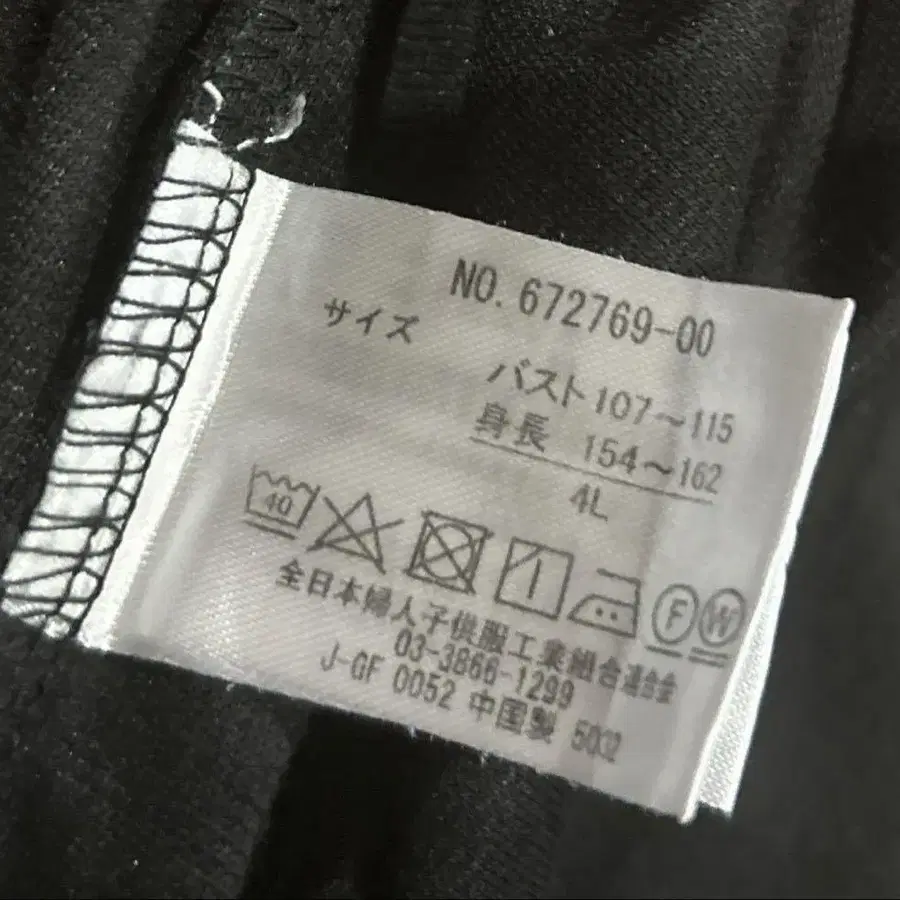 NO. 672769-00
サイズ
バスト 107～115
身長 154～162
4L
40 F W
全日本婦人子供服工業組合連合会
03-3866-1299
J-GF 0052 中国製 5002